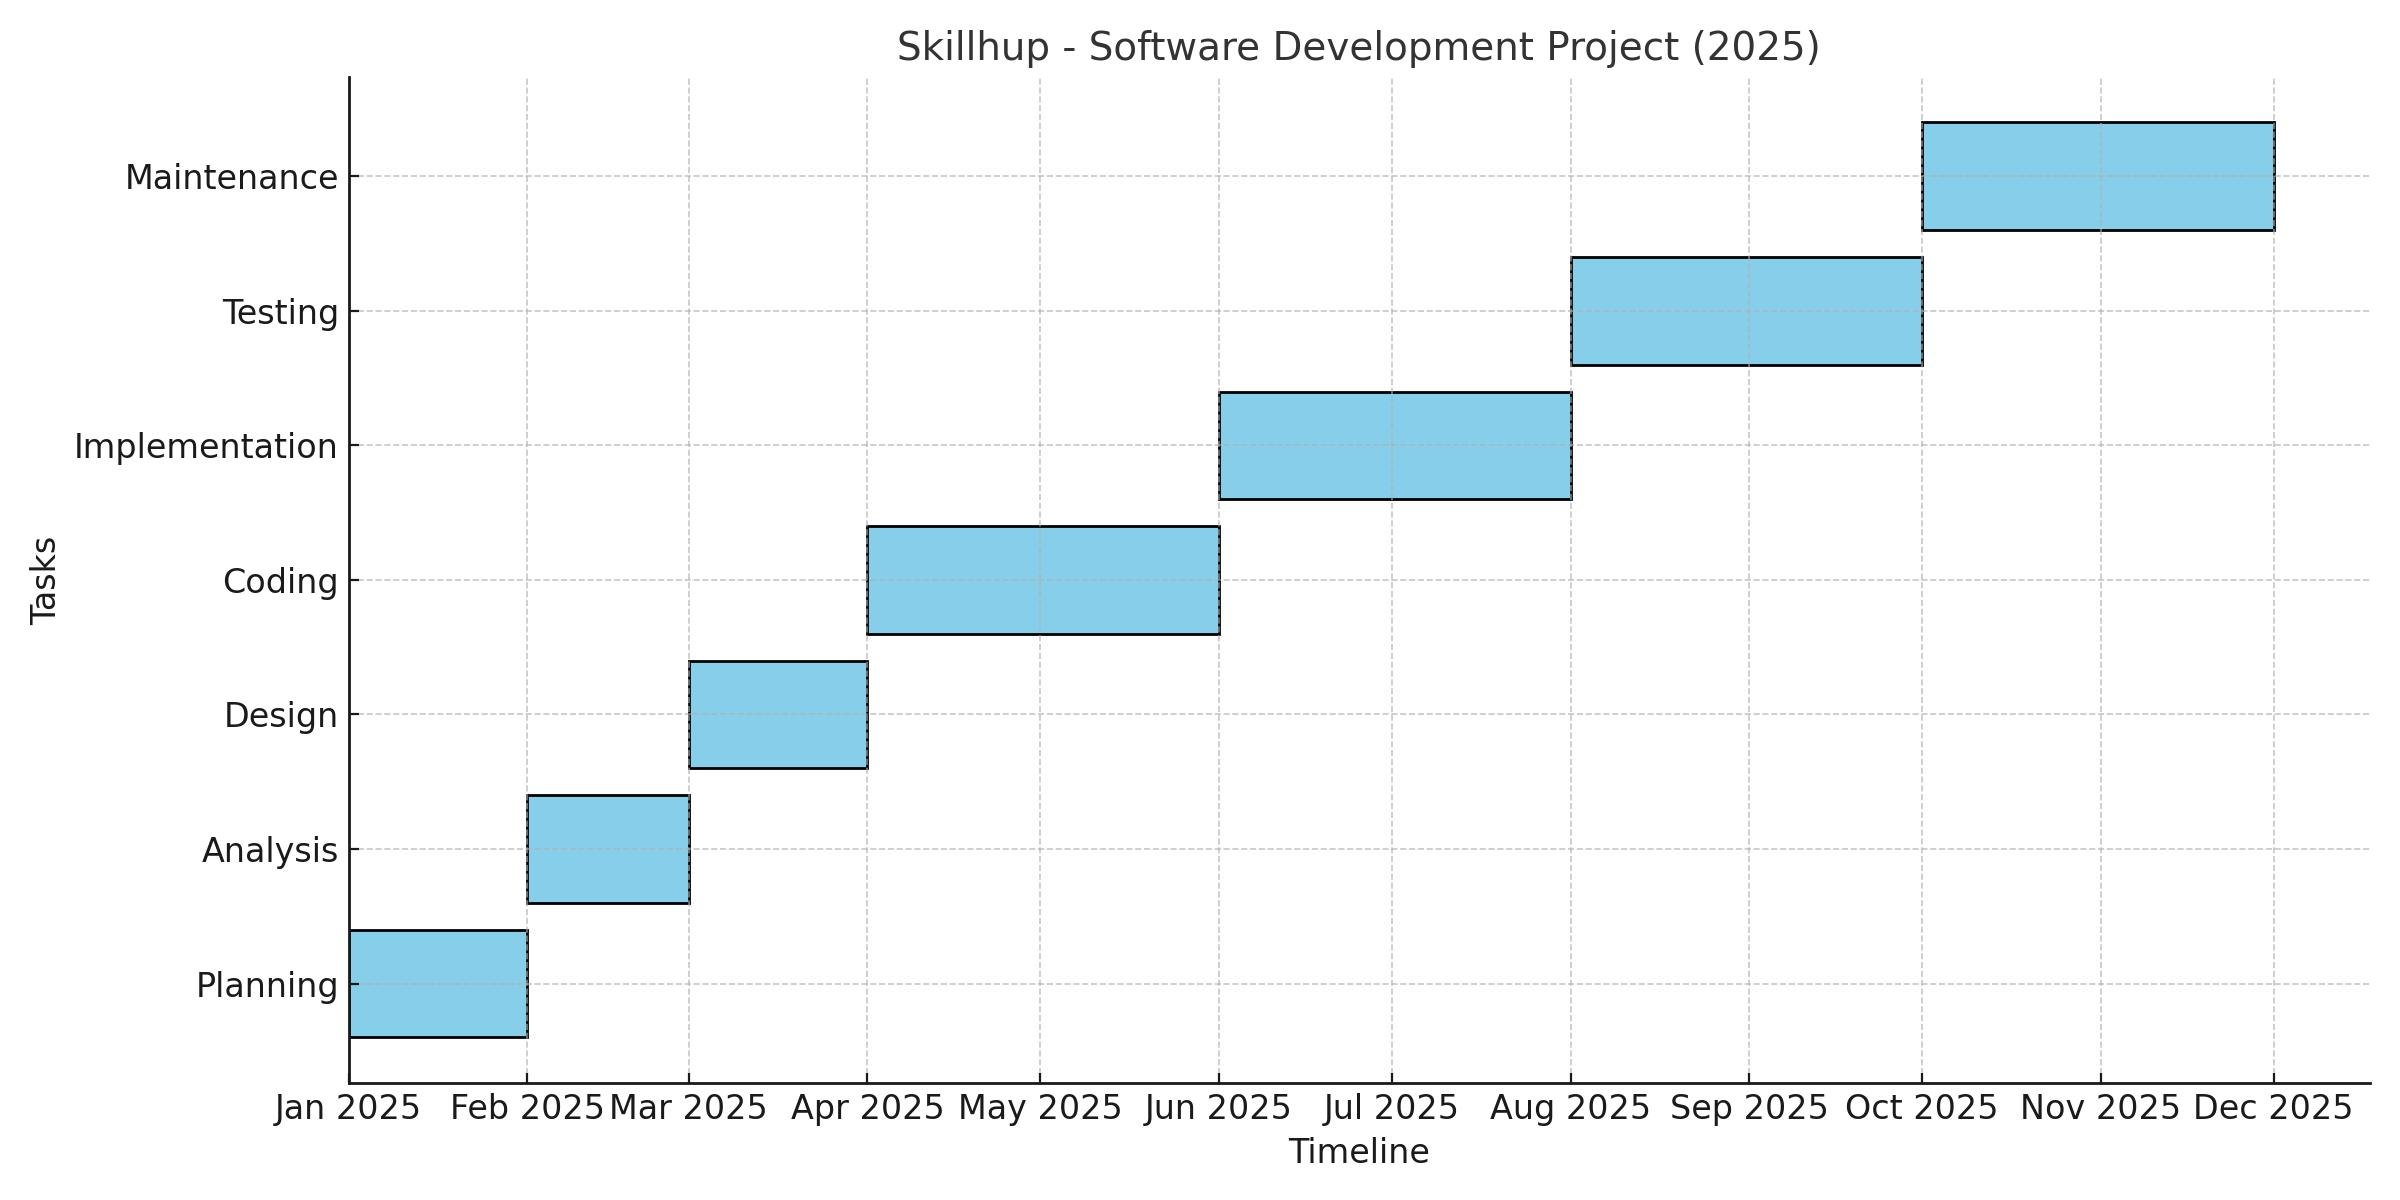 Skillhup - Software Development Project (2025)
Maintenance
Testing
Implementation
Coding
Design
Analysis
Planning
Tasks
Jan 2025 Feb 2025 Mar 2025 Apr 2025 May 2025 Jun 2025 Jul 2025 Aug 2025 Sep 2025 Oct 2025 Nov 2025 Dec 2025
Timeline